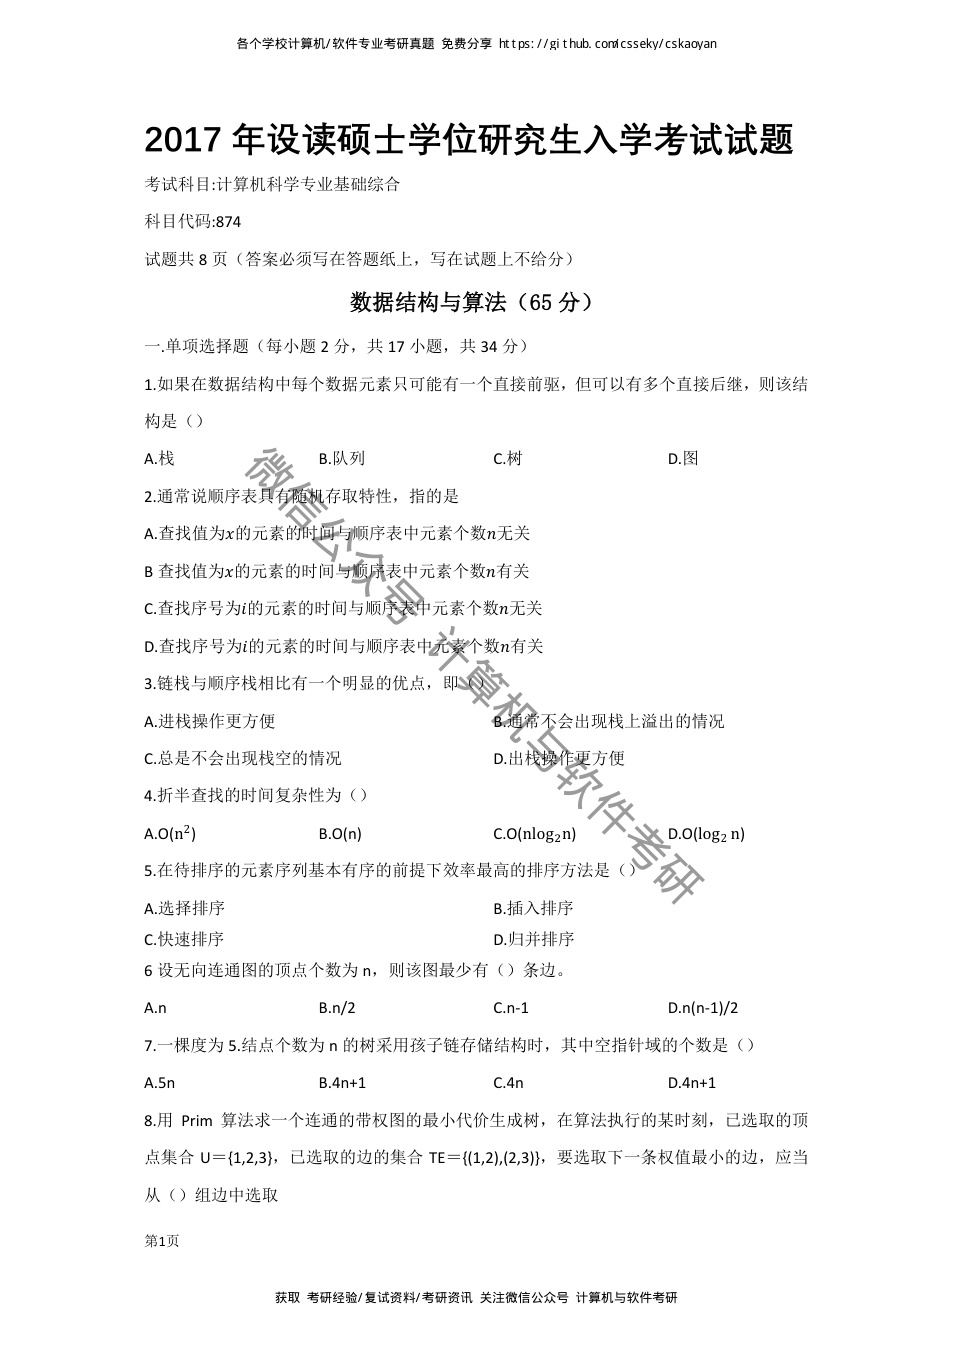 各个学校计算机/软件专业考研真题 免费分享 https://github.com/csseky/cskaoyan
2017 年设读硕士学位研究生入学考试试题
考试科目:计算机科学专业基础综合
科目代码:874
试题共 8 页（答案必须写在答题纸上，写在试题上不给分）
数据结构与算法（65 分）
一.单项选择题（每小题 2 分，共 17 小题，共 34 分）
1.如果在数据结构中每个数据元素只可能有一个直接前驱，但可以有多个直接后继，则该结
构是（）
A.栈 B.队列 C.树 D.图
2.通常说顺序表具有随机存取特性，指的是
A.查找值为x的元素的时间与顺序表中元素个数n无关
B 查找值为x的元素的时间与顺序表中元素个数n有关
C.查找序号为i的元素的时间与顺序表中元素个数n无关
D.查找序号为i的元素的时间与顺序表中元素个数n有关
3.链栈与顺序栈相比有一个明显的优点，即（）
A.进栈操作更方便 B.通常不会出现栈上溢出的情况
C.总是不会出现栈空的情况 D.出栈操作更方便
4.折半查找的时间复杂性为（）
A.O(n²) B.O(n) C.O(nlog₂n) D.O(log₂ n)
5.在待排序的元素序列基本有序的前提下效率最高的排序方法是（）
A.选择排序 B.插入排序
C.快速排序 D.归并排序
6 设无向连通图的顶点个数为 n，则该图最少有（）条边。
A.n B.n/2 C.n-1 D.n(n-1)/2
7.一棵度为 5.结点个数为 n 的树采用孩子链存储结构时，其中空指针域的个数是（）
A.5n B.4n+1 C.4n D.4n+1
8.用 Prim 算法求一个连通的带权图的最小代价生成树，在算法执行的某时刻，已选取的顶
点集合 U＝{1,2,3}，已选取的边的集合 TE＝{(1,2),(2,3)}，要选取下一条权值最小的边，应当
从（）组边中选取
第1页
获取 考研经验/复试资料/考研资讯 关注微信公众号 计算机与软件考研
微信公众号 计算机与软件考研